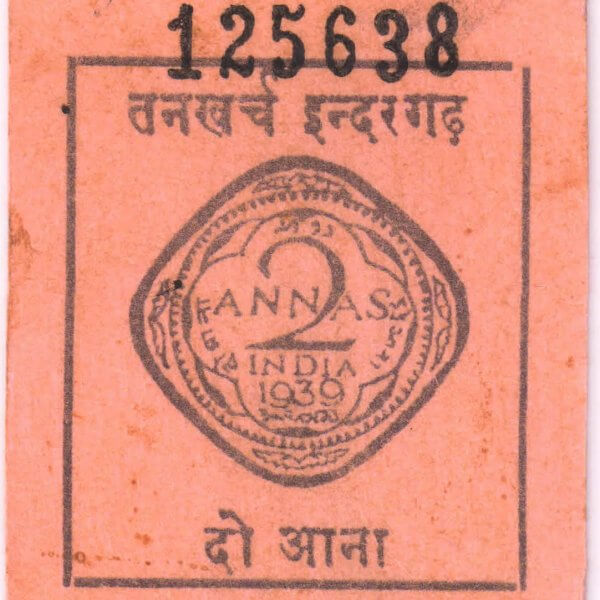 125638
तनखर्च इन्दरगढ़
2
ANNAS
INDIA
1939
दो आना